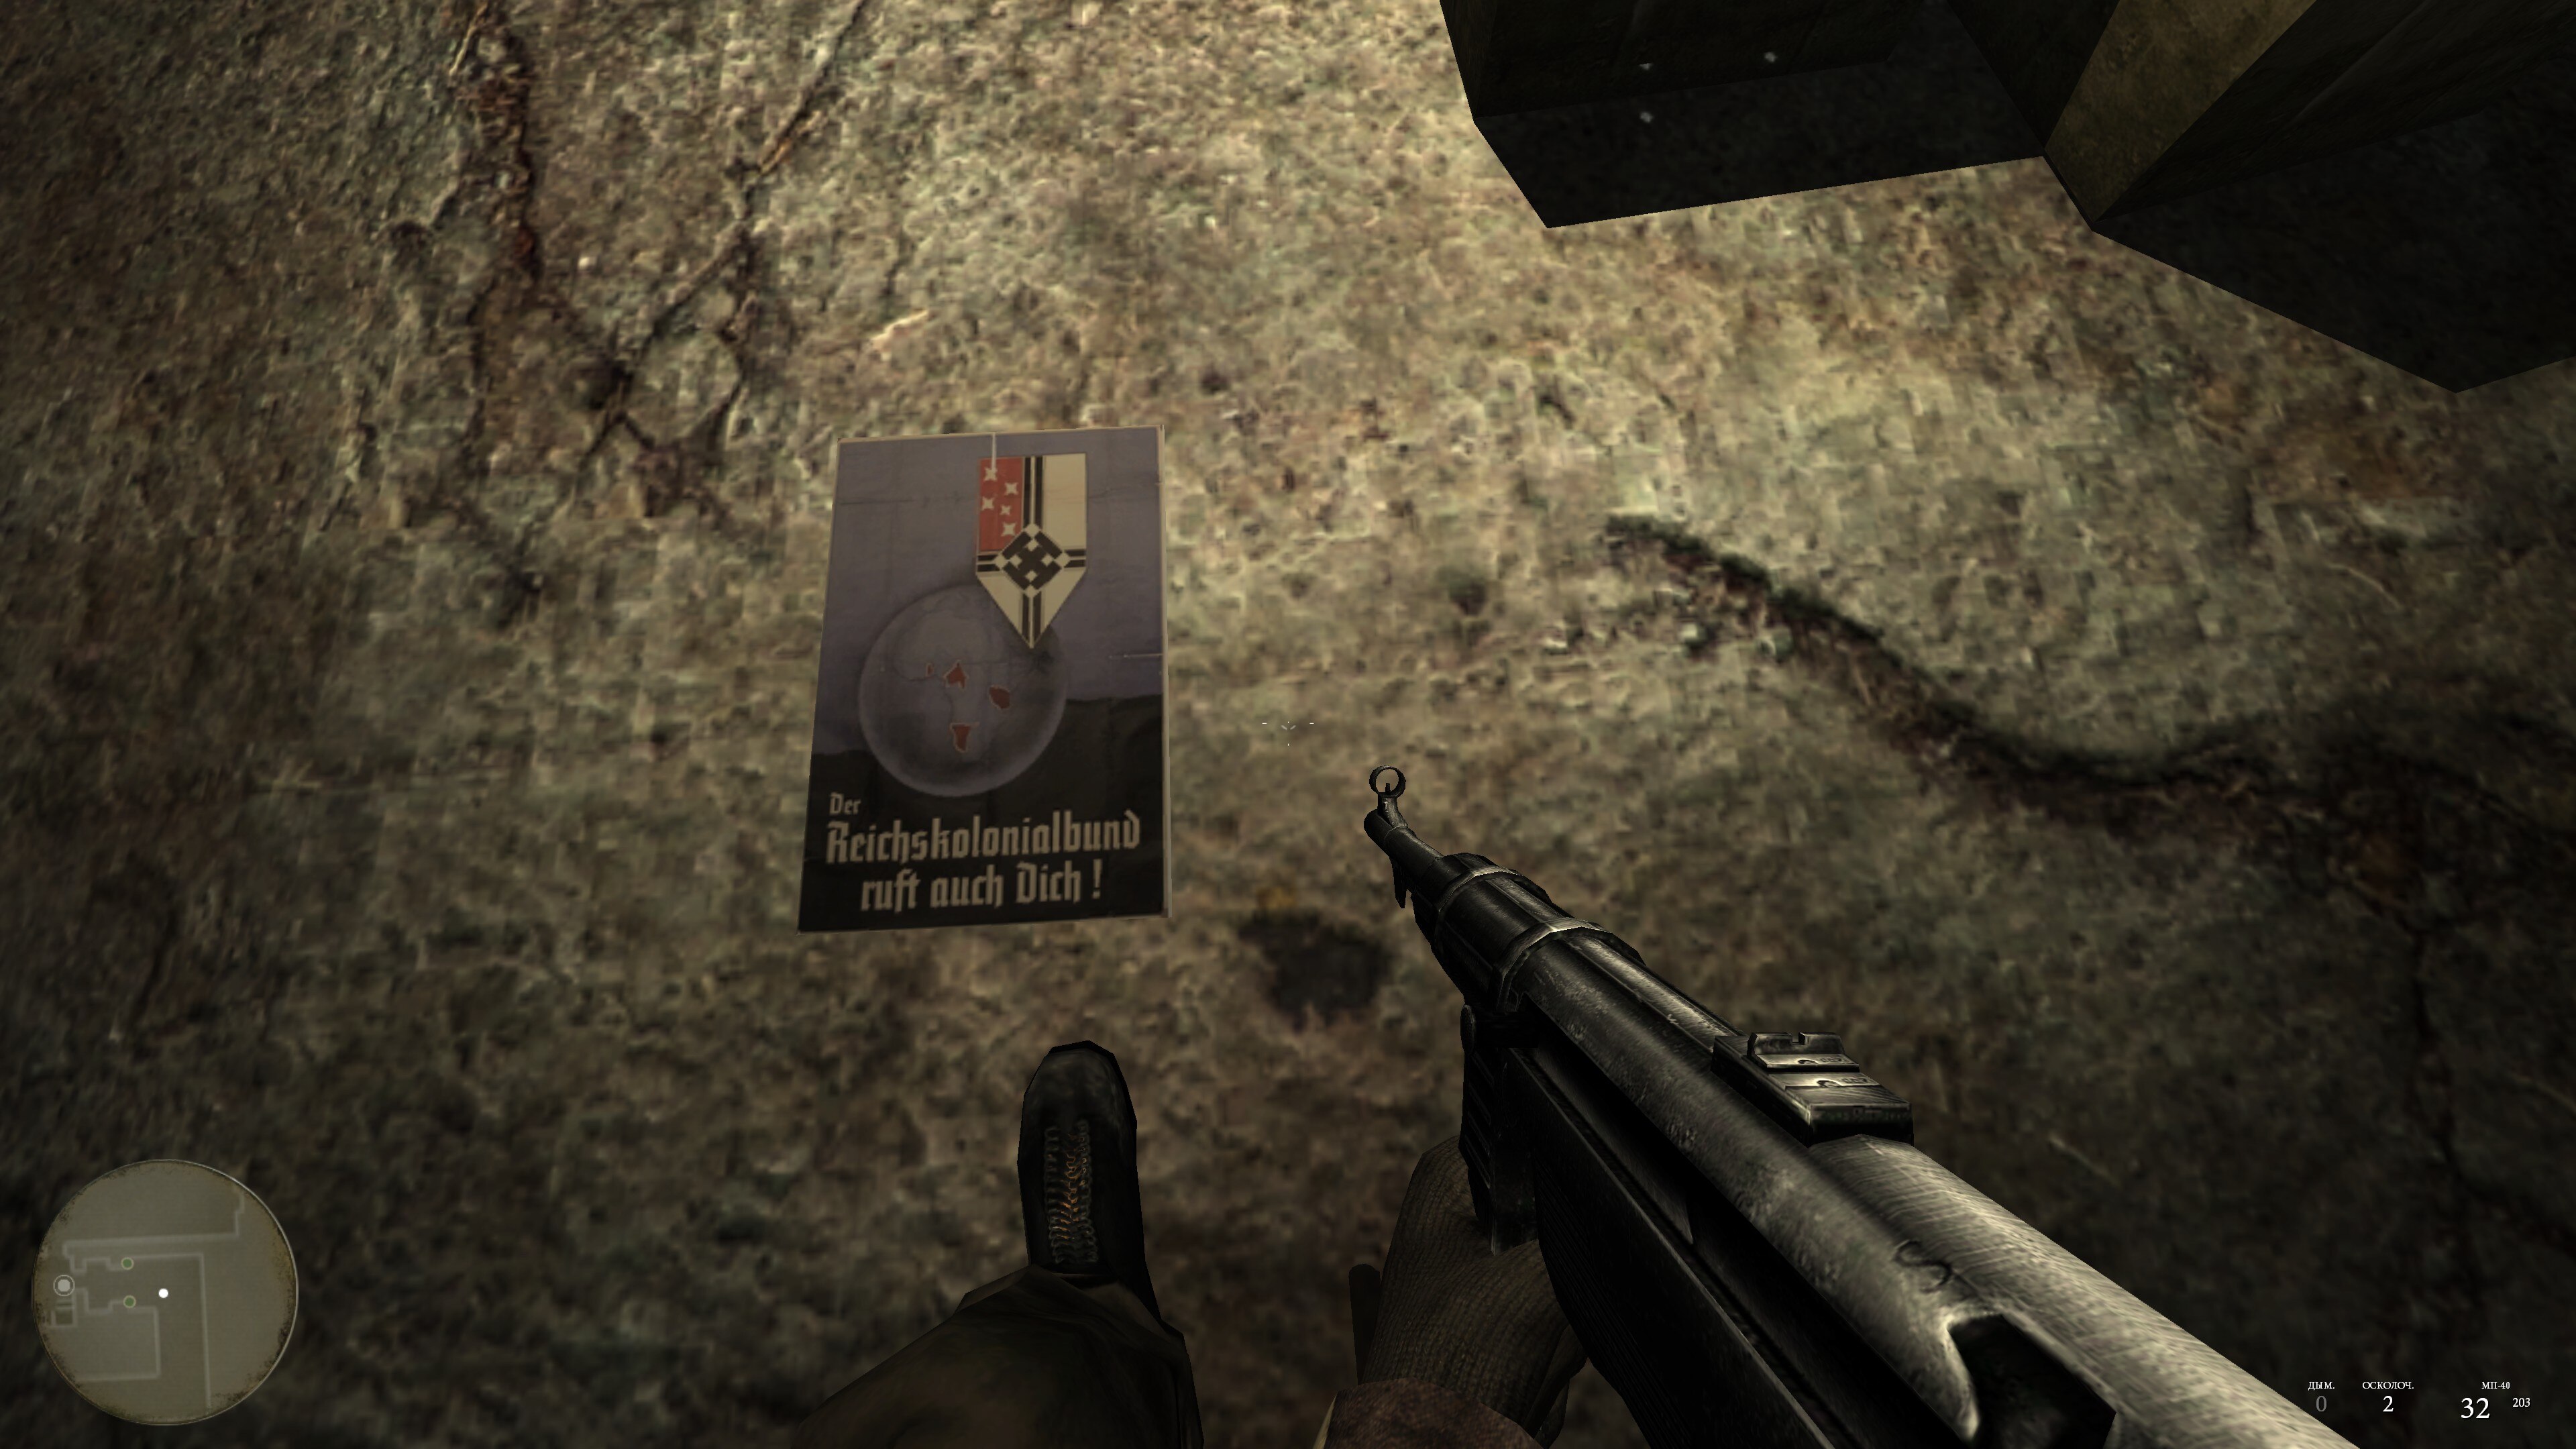 Der
Reichskolonialbund
ruft auch Dich!
ДЫМ.
0
ОСКОЛОЧ.
2
МП-40
32
203